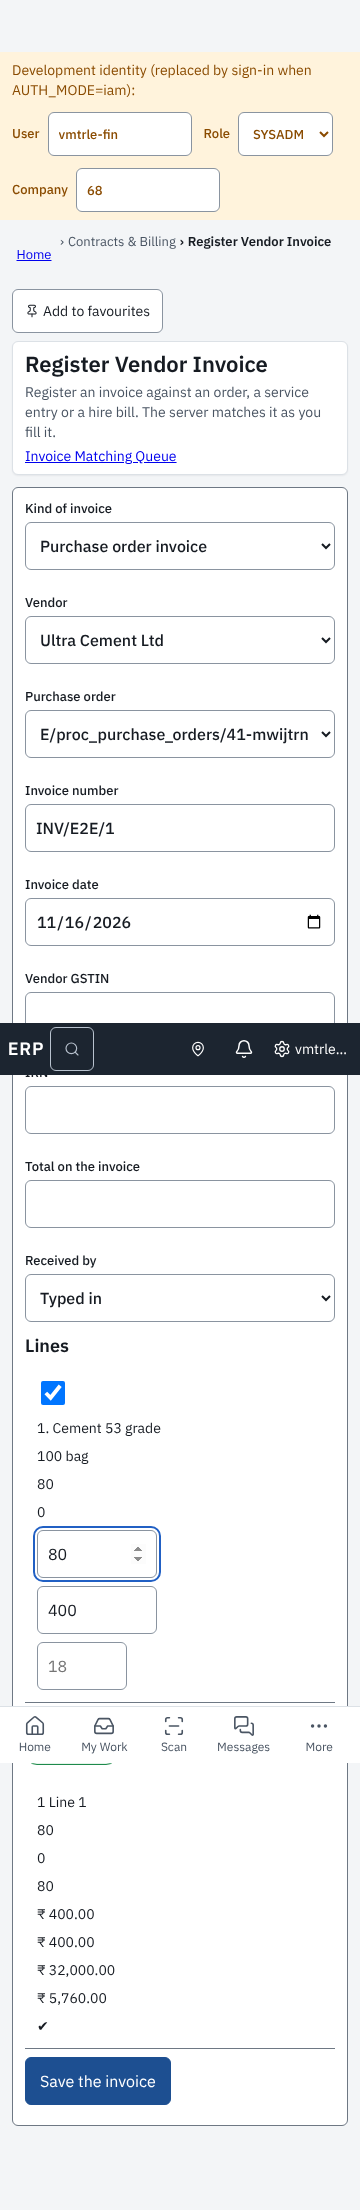 Development identity (replaced by sign-in when
AUTH_MODE=iam):
User vmtrle-fin Role SYSADM
Company 68
Home › Contracts & Billing › Register Vendor Invoice
Add to favourites
Register Vendor Invoice
Register an invoice against an order, a service
entry or a hire bill. The server matches it as you
fill it.
Invoice Matching Queue
Kind of invoice
Purchase order invoice
Vendor
Ultra Cement Ltd
Purchase order
E/proc_purchase_orders/41-mwijtrn
Invoice number
INV/E2E/1
Invoice date
11/16/2026
Vendor GSTIN
ERP vmtrle...
Total on the invoice
Received by
Typed in
Lines
1. Cement 53 grade
100 bag
80
0
80
400
18
Home My Work Scan Messages More
1 Line 1
80
0
80
₹ 400.00
₹ 400.00
₹ 32,000.00
₹ 5,760.00
✔
Save the invoice